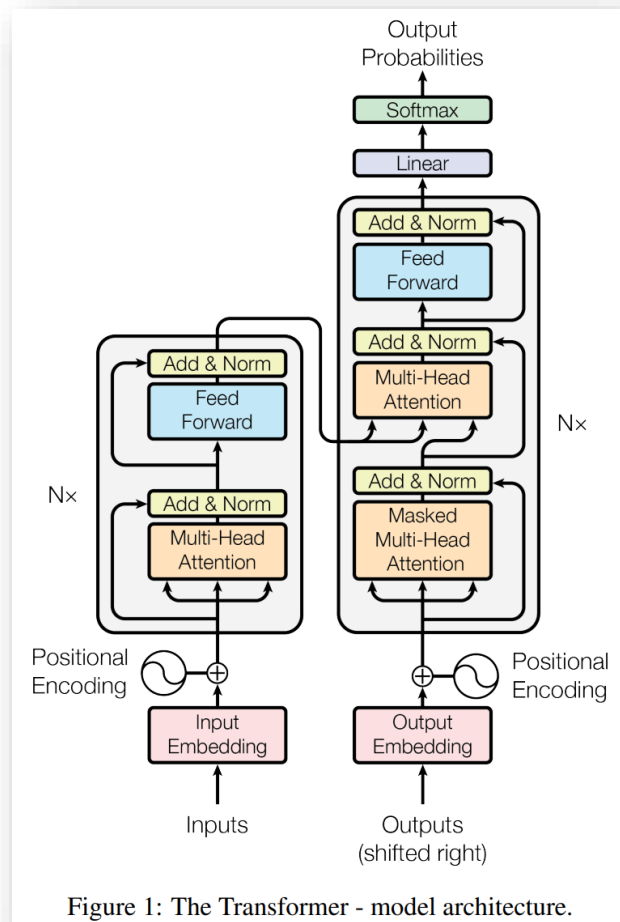 Output
Probabilities
Softmax
Linear
Add & Norm
Feed
Forward
Add & Norm
Multi-Head
Attention
Add & Norm
Masked
Multi-Head
Attention
Nx
Add & Norm
Feed
Forward
Add & Norm
Multi-Head
Attention
Nx
Positional
Encoding
Positional
Encoding
Input
Embedding
Output
Embedding
Inputs
Outputs
(shifted right)
Figure 1: The Transformer - model architecture.